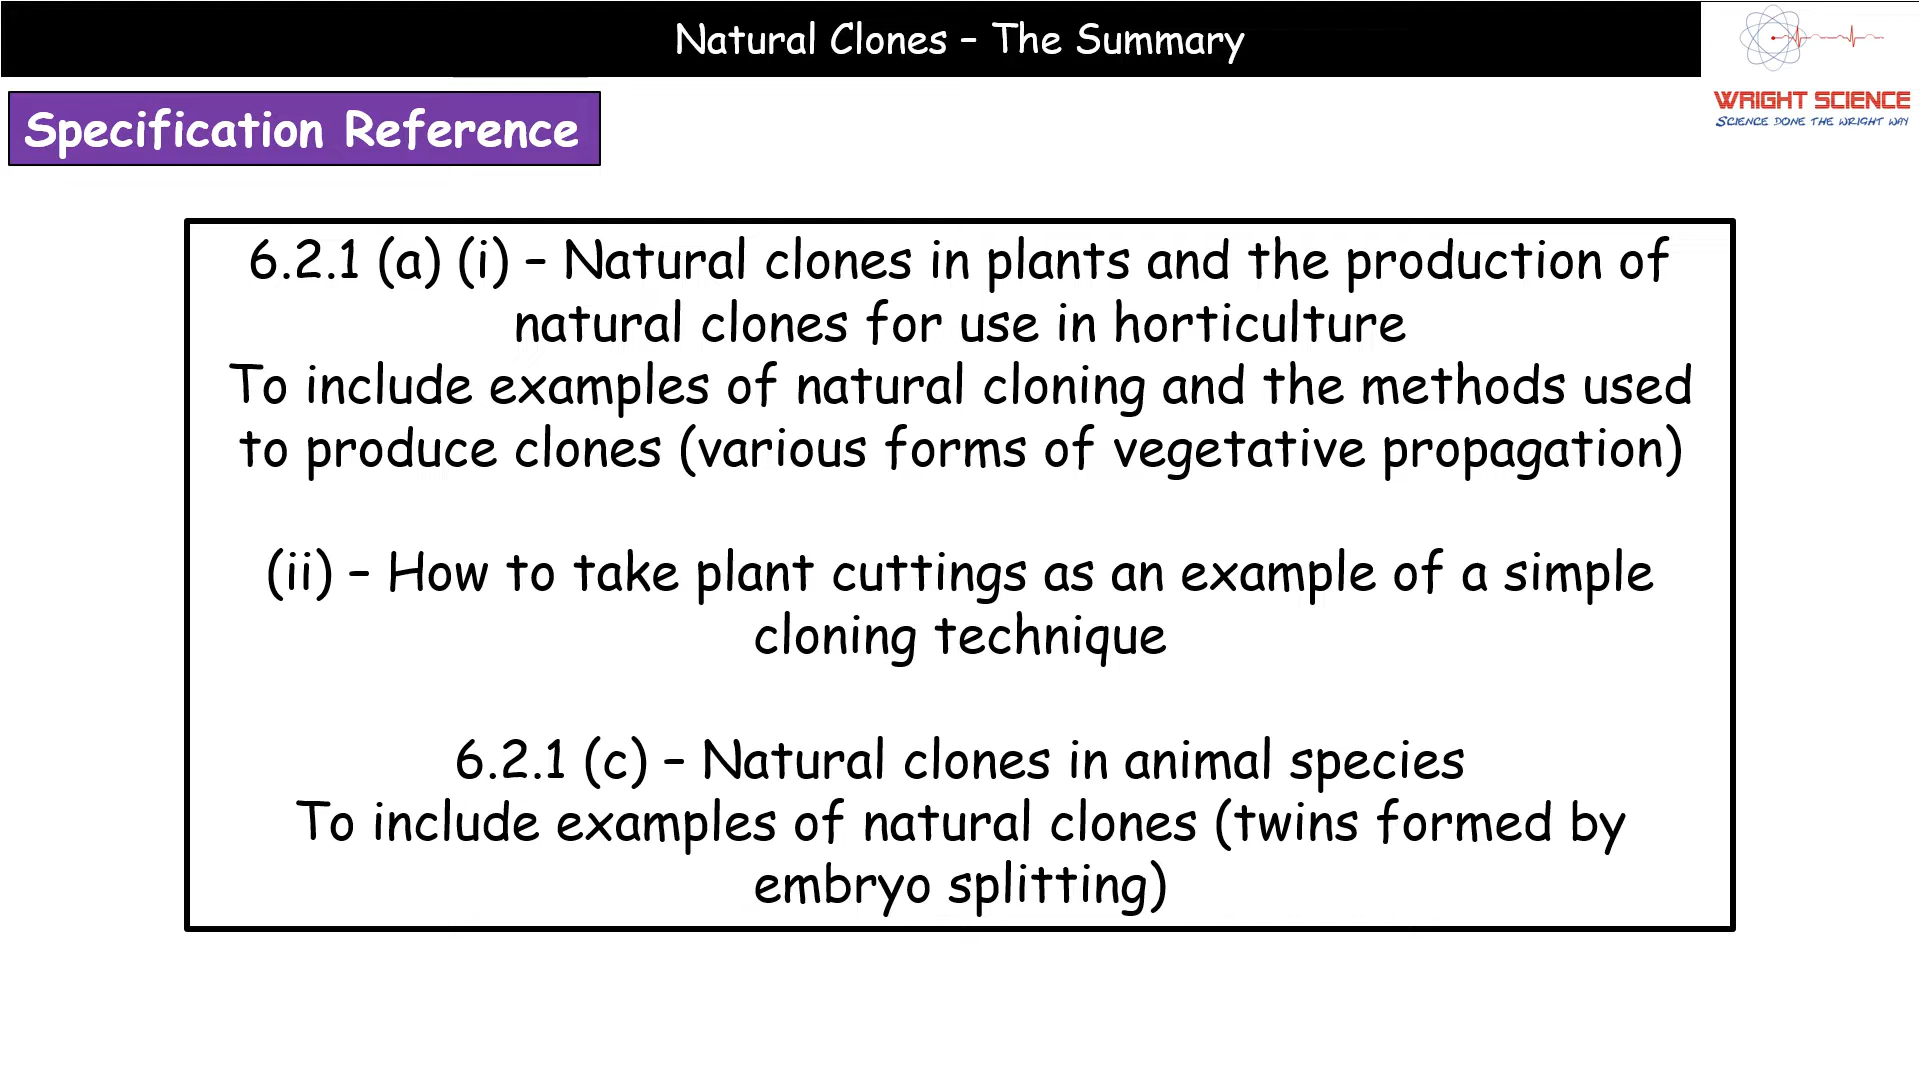 Natural Clones – The Summary
WRIGHT SCIENCE
SCIENCE DONE THE WRIGHT WAY
Specification Reference
6.2.1 (a) (i) – Natural clones in plants and the production of
natural clones for use in horticulture
To include examples of natural cloning and the methods used
to produce clones (various forms of vegetative propagation)
(ii) – How to take plant cuttings as an example of a simple
cloning technique
6.2.1 (c) – Natural clones in animal species
To include examples of natural clones (twins formed by
embryo splitting)